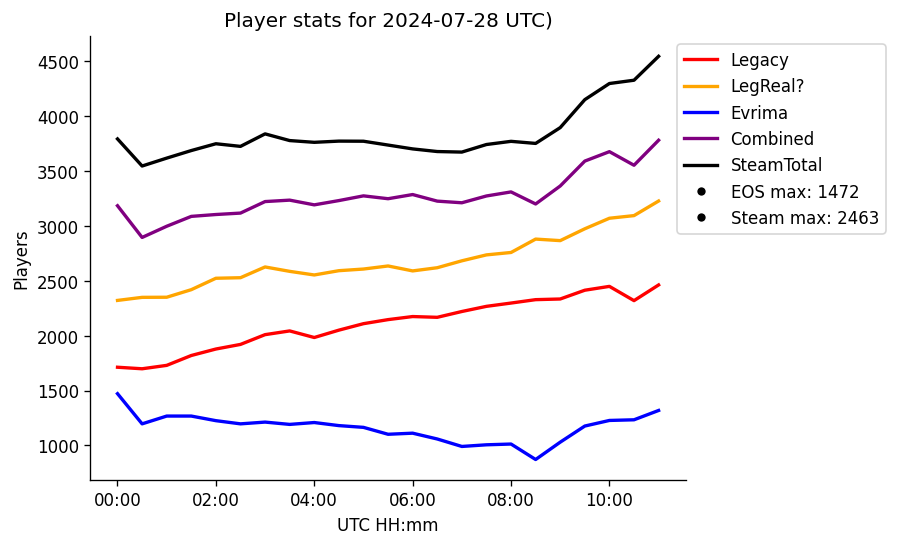 Player stats for 2024-07-28 UTC)
Legacy
LegReal?
Evrima
Combined
SteamTotal
EOS max: 1472
Steam max: 2463
Players
4500
4000
3500
3000
2500
2000
1500
1000
00:00 02:00 04:00 06:00 08:00 10:00
UTC HH:mm